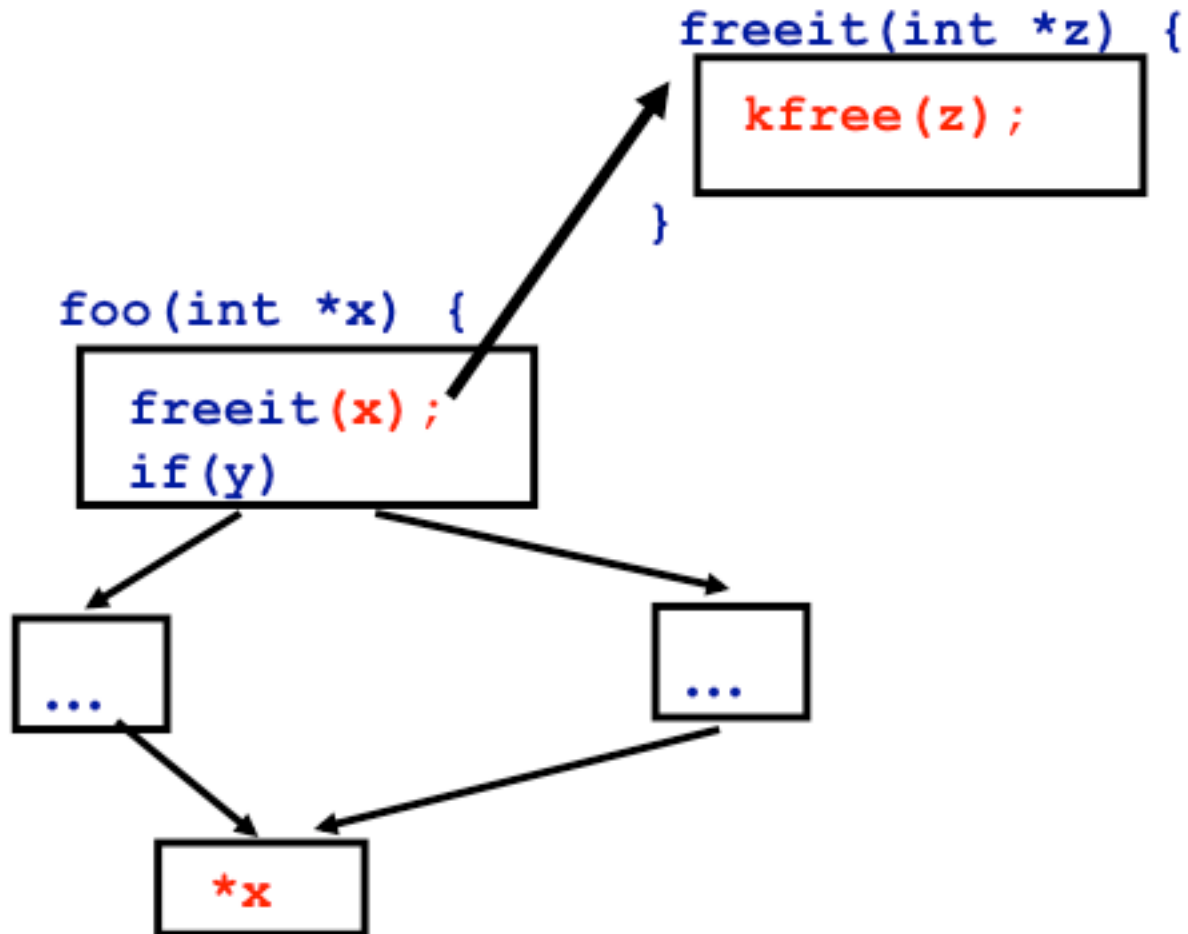 freeit(int *z) {
kfree(z);
}
foo(int *x) {
freeit(x);
if(y)
...
...
*x